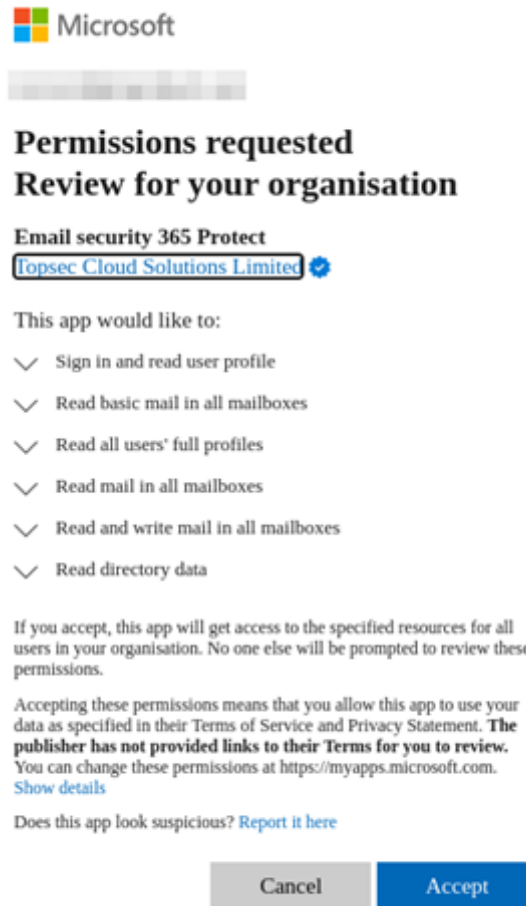 Microsoft
Permissions requested
Review for your organisation
Email security 365 Protect
Topsec Cloud Solutions Limited
This app would like to:
Sign in and read user profile
Read basic mail in all mailboxes
Read all users' full profiles
Read mail in all mailboxes
Read and write mail in all mailboxes
Read directory data
If you accept, this app will get access to the specified resources for all
users in your organisation. No one else will be prompted to review these
permissions.
Accepting these permissions means that you allow this app to use your
data as specified in their Terms of Service and Privacy Statement. The
publisher has not provided links to their Terms for you to review.
You can change these permissions at https://myapps.microsoft.com.
Show details
Does this app look suspicious? Report it here
Cancel
Accept